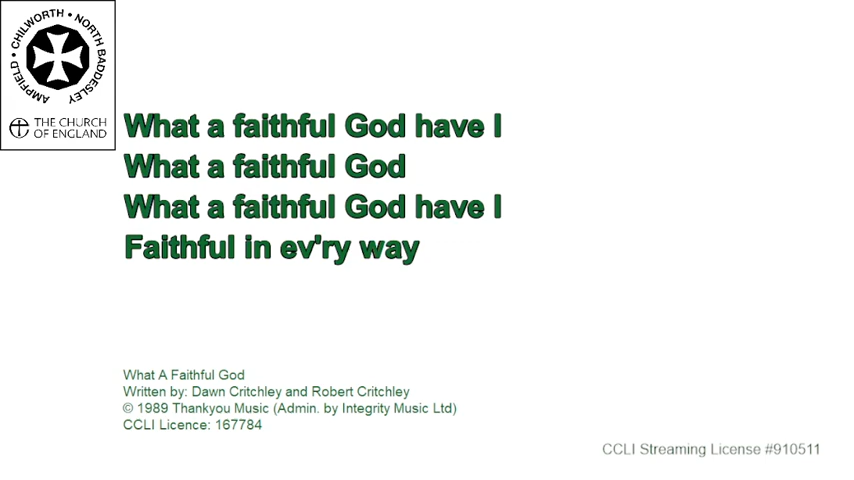 AMPFIELD • CHILWORTH • NORTH BADDESLEY
THE CHURCH
OF ENGLAND
What a faithful God have I
What a faithful God
What a faithful God have I
Faithful in ev'ry way
What A Faithful God
Written by: Dawn Critchley and Robert Critchley
© 1989 Thankyou Music (Admin. by Integrity Music Ltd)
CCLI Licence: 167784
CCLI Streaming License #910511